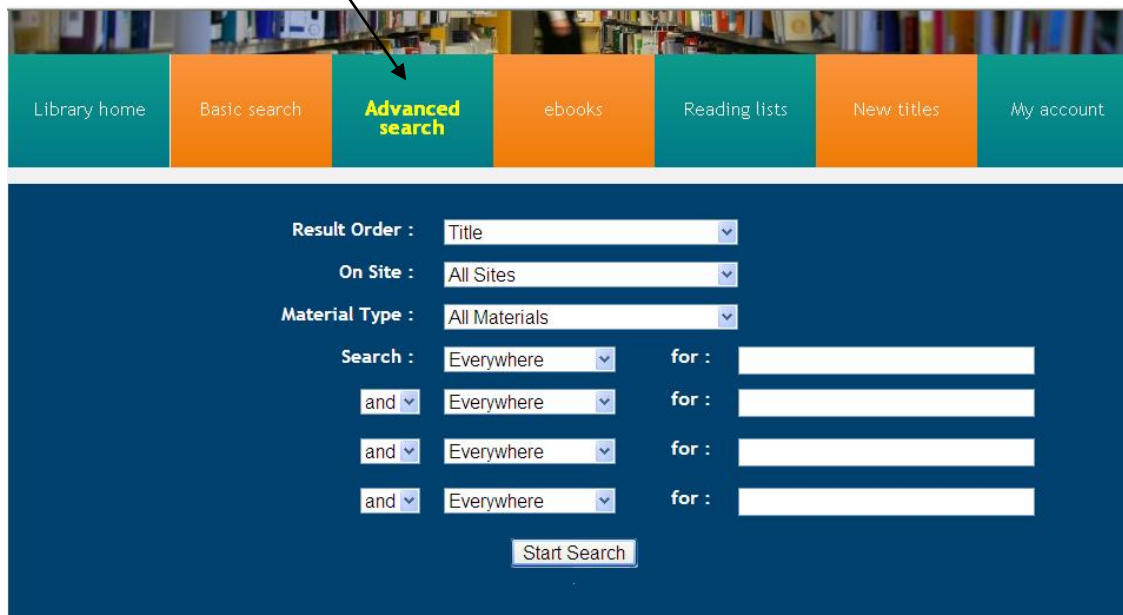 Library home Basic search Advanced search ebooks Reading lists New titles My account
Result Order : Title
On Site : All Sites
Material Type : All Materials
Search : Everywhere for :
and Everywhere for :
and Everywhere for :
and Everywhere for :
Start Search